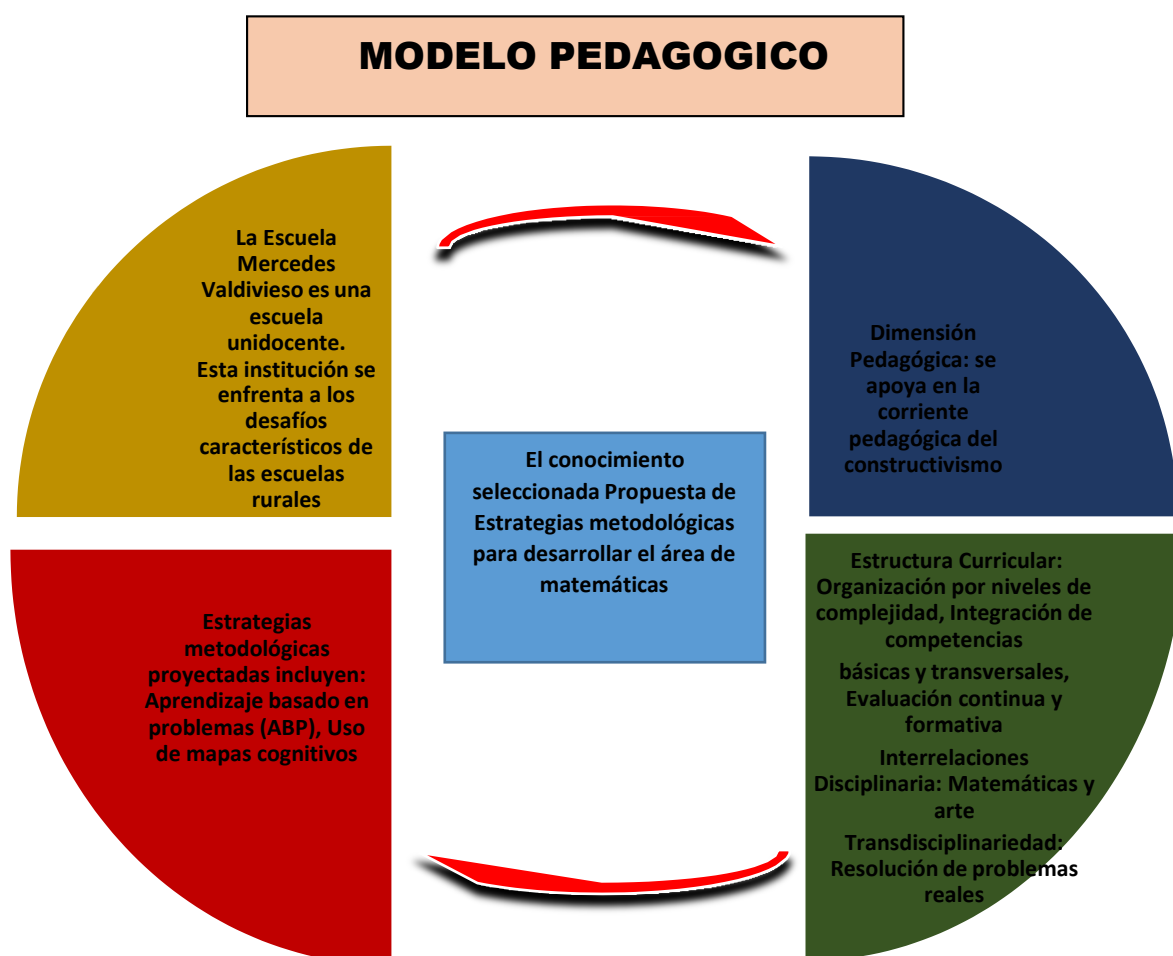 MODELO PEDAGOGICO
La Escuela
Mercedes
Valdivieso es una
escuela
unidocente.
Esta institución se
enfrenta a los
desafíos
característicos de
las escuelas
rurales
Dimensión
Pedagógica: se
apoya en la
corriente
pedagógica del
constructivismo
El conocimiento
seleccionada Propuesta de
Estrategias metodológicas
para desarrollar el área de
matemáticas
Estrategias
metodológicas
proyectadas incluyen:
Aprendizaje basado en
problemas (ABP), Uso
de mapas cognitivos
Estructura Curricular:
Organización por niveles de
complejidad, Integración de
competencias
básicas y transversales,
Evaluación continua y
formativa
Interrelaciones
Disciplinaria: Matemáticas y
arte
Transdisciplinariedad:
Resolución de problemas
reales